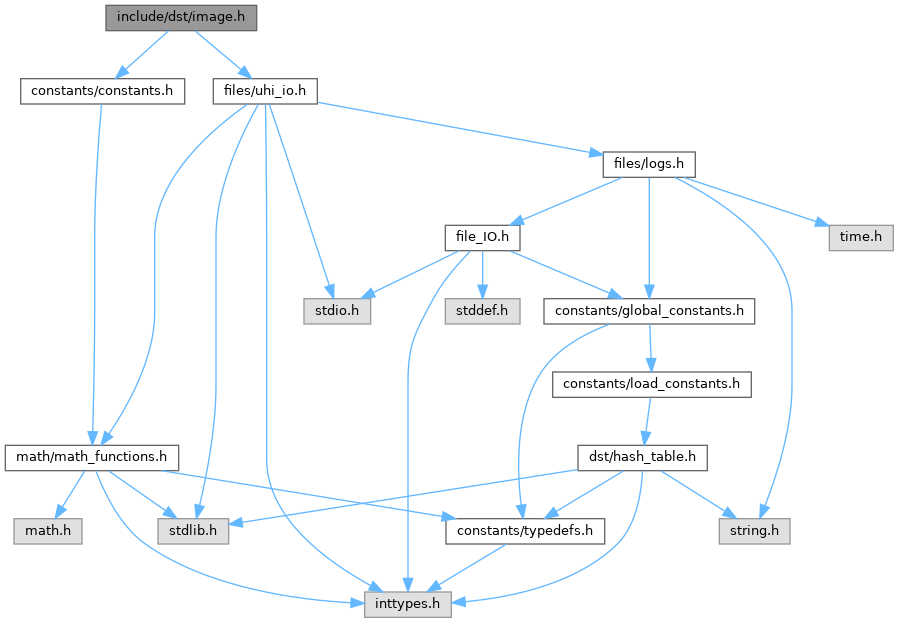 include/dst/image.h
constants/constants.h
files/uhi_io.h
files/logs.h
file_IO.h
time.h
stdio.h
stddef.h
constants/global_constants.h
constants/load_constants.h
math/math_functions.h
dst/hash_table.h
math.h
stdlib.h
constants/typedefs.h
string.h
inttypes.h